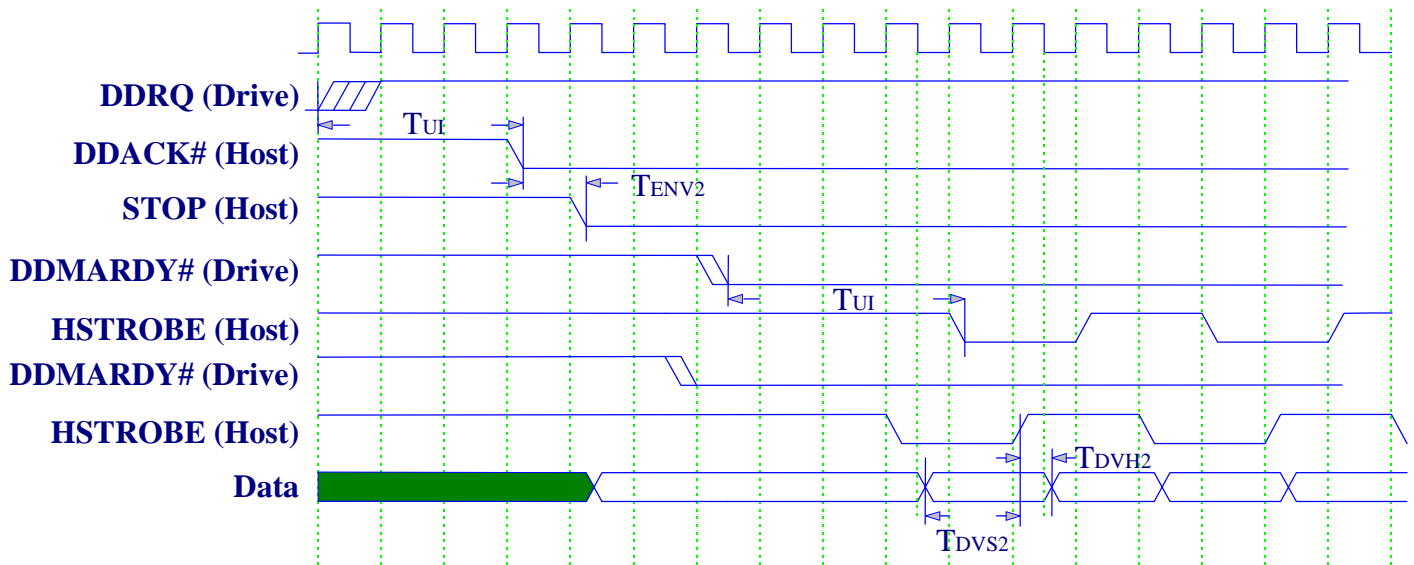 DDRQ (Drive)
TUI
DDACK# (Host)
TENV2
STOP (Host)
DDMARDY# (Drive)
TUI
HSTROBE (Host)
DDMARDY# (Drive)
HSTROBE (Host)
TDVH2
Data
TDVS2